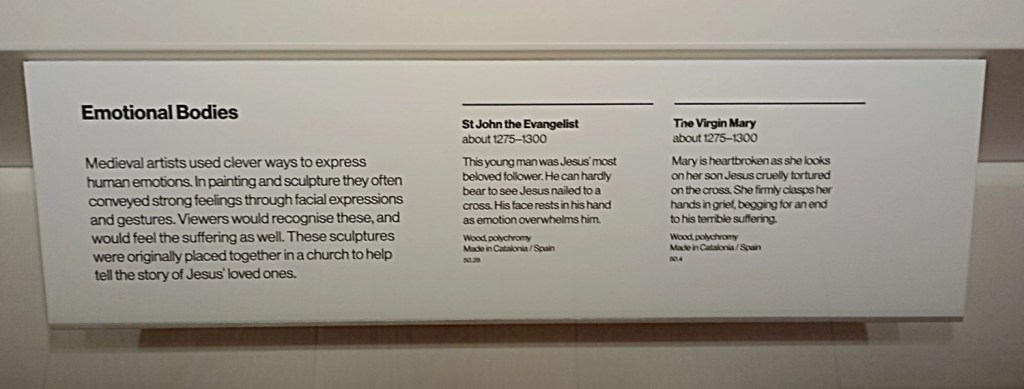 Emotional Bodies
Medieval artists used clever ways to express
human emotions. In painting and sculpture they often
conveyed strong feelings through facial expressions
and gestures. Viewers would recognise these, and
would feel the suffering as well. These sculptures
were originally placed together in a church to help
tell the story of Jesus' loved ones.
St John the Evangelist
about 1275–1300
This young man was Jesus' most
beloved follower. He can hardly
bear to see Jesus nailed to a
cross. His face rests in his hand
as emotion overwhelms him.
Wood, polychromy
Made in Catalonia / Spain
50.28
The Virgin Mary
about 1275–1300
Mary is heartbroken as she looks
on her son Jesus cruelly tortured
on the cross. She firmly clasps her
hands in grief, begging for an end
to his terrible suffering.
Wood, polychromy
Made in Catalonia / Spain
50.4